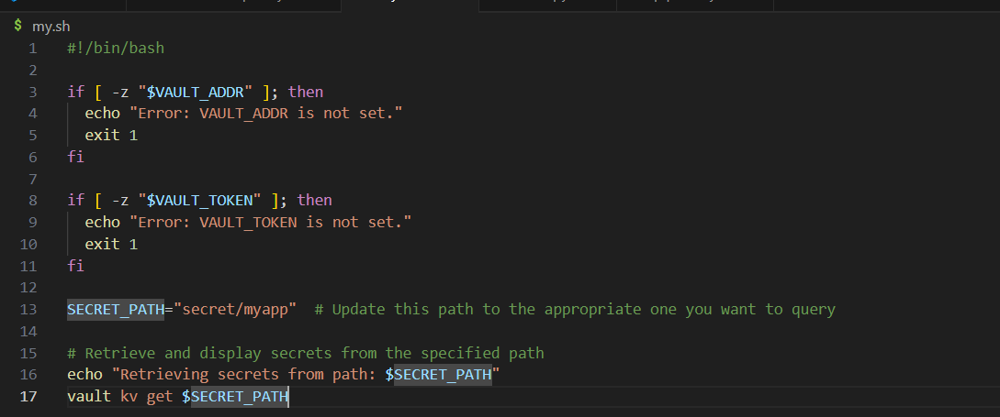 $ my.sh
1 #!/bin/bash
2
3 if [ -z "$VAULT_ADDR" ]; then
4 echo "Error: VAULT_ADDR is not set."
5 exit 1
6 fi
7
8 if [ -z "$VAULT_TOKEN" ]; then
9 echo "Error: VAULT_TOKEN is not set."
10 exit 1
11 fi
12
13 SECRET_PATH="secret/myapp" # Update this path to the appropriate one you want to query
14
15 # Retrieve and display secrets from the specified path
16 echo "Retrieving secrets from path: $SECRET_PATH"
17 vault kv get $SECRET_PATH